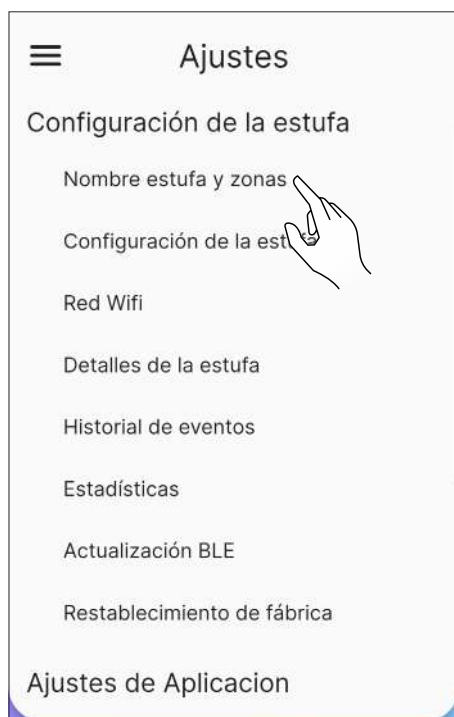 Ajustes
Configuración de la estufa
Nombre estufa y zonas
Configuración de la estufa
Red Wifi
Detalles de la estufa
Historial de eventos
Estadísticas
Actualización BLE
Restablecimiento de fábrica
Ajustes de Aplicacion